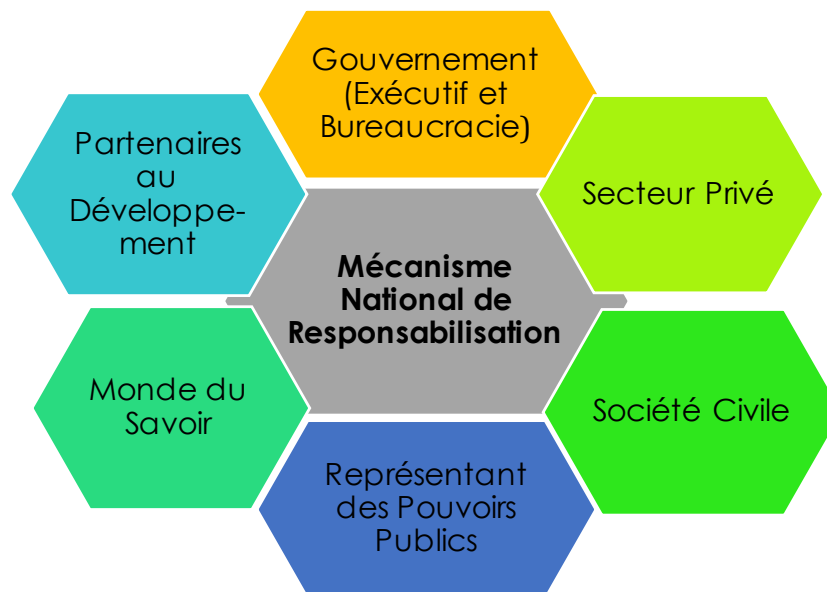 Gouvernement
(Exécutif et
Bureaucracie)
Partenaires
au
Développe-
ment
Secteur Privé
Mécanisme
National de
Responsabilisation
Monde du
Savoir
Société Civile
Représentant
des Pouvoirs
Publics